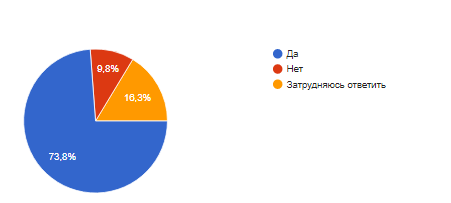 Да
Нет
Затрудняюсь ответить
9,8%
16,3%
73,8%